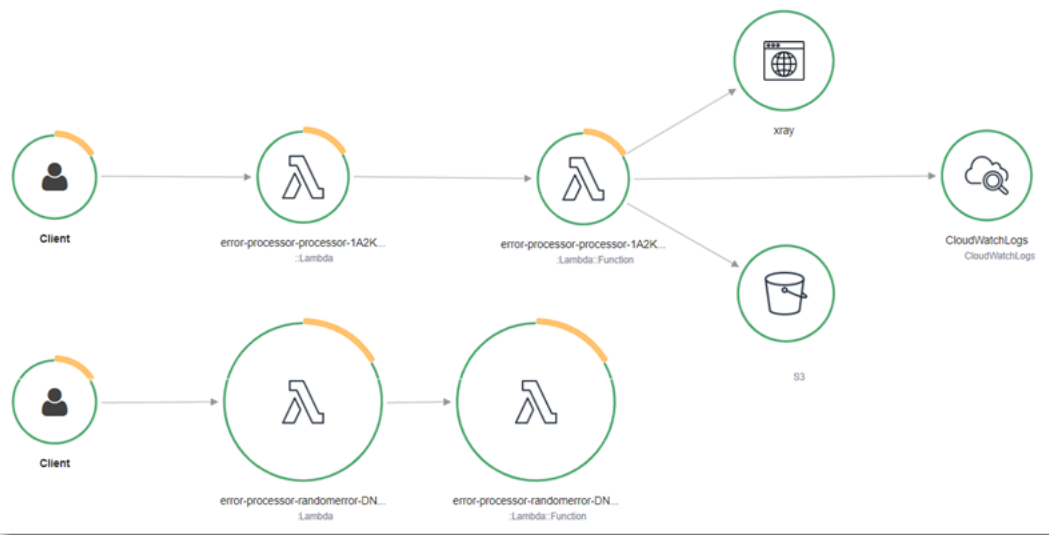 xray
Client
error-processor-processor-1A2K...
::Lambda
error-processor-processor-1A2K...
:Lambda::Function
CloudWatchLogs
CloudWatchLogs
S3
Client
error-processor-randomerror-DN...
:Lambda
error-processor-randomerror-DN...
:Lambda::Function